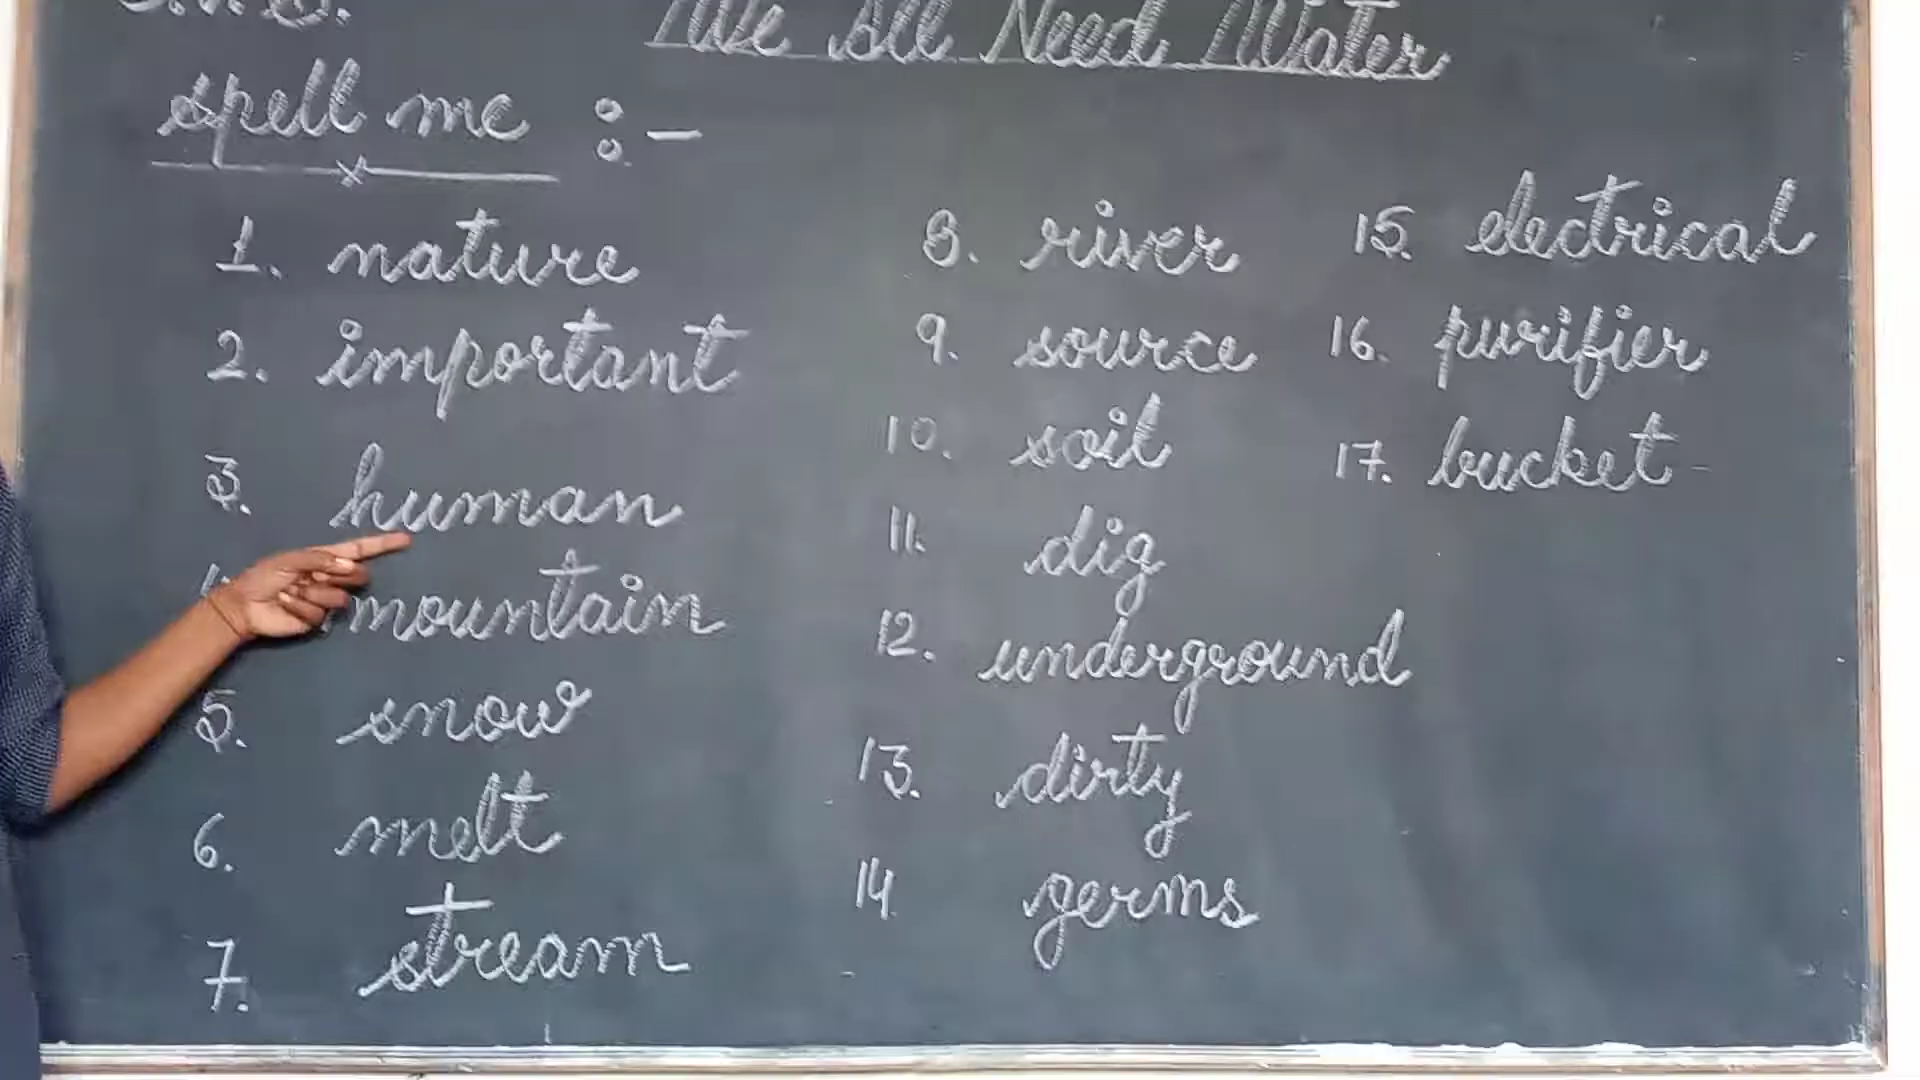 We All Need Water
spell me :-
1. nature
2. important
3. human
mountain
5. snow
6. melt
7. stream
8. river
9. source
10. soil
11. dig
12. underground
13. dirty
14 germs
15. electrical
16. purifier
17. bucket